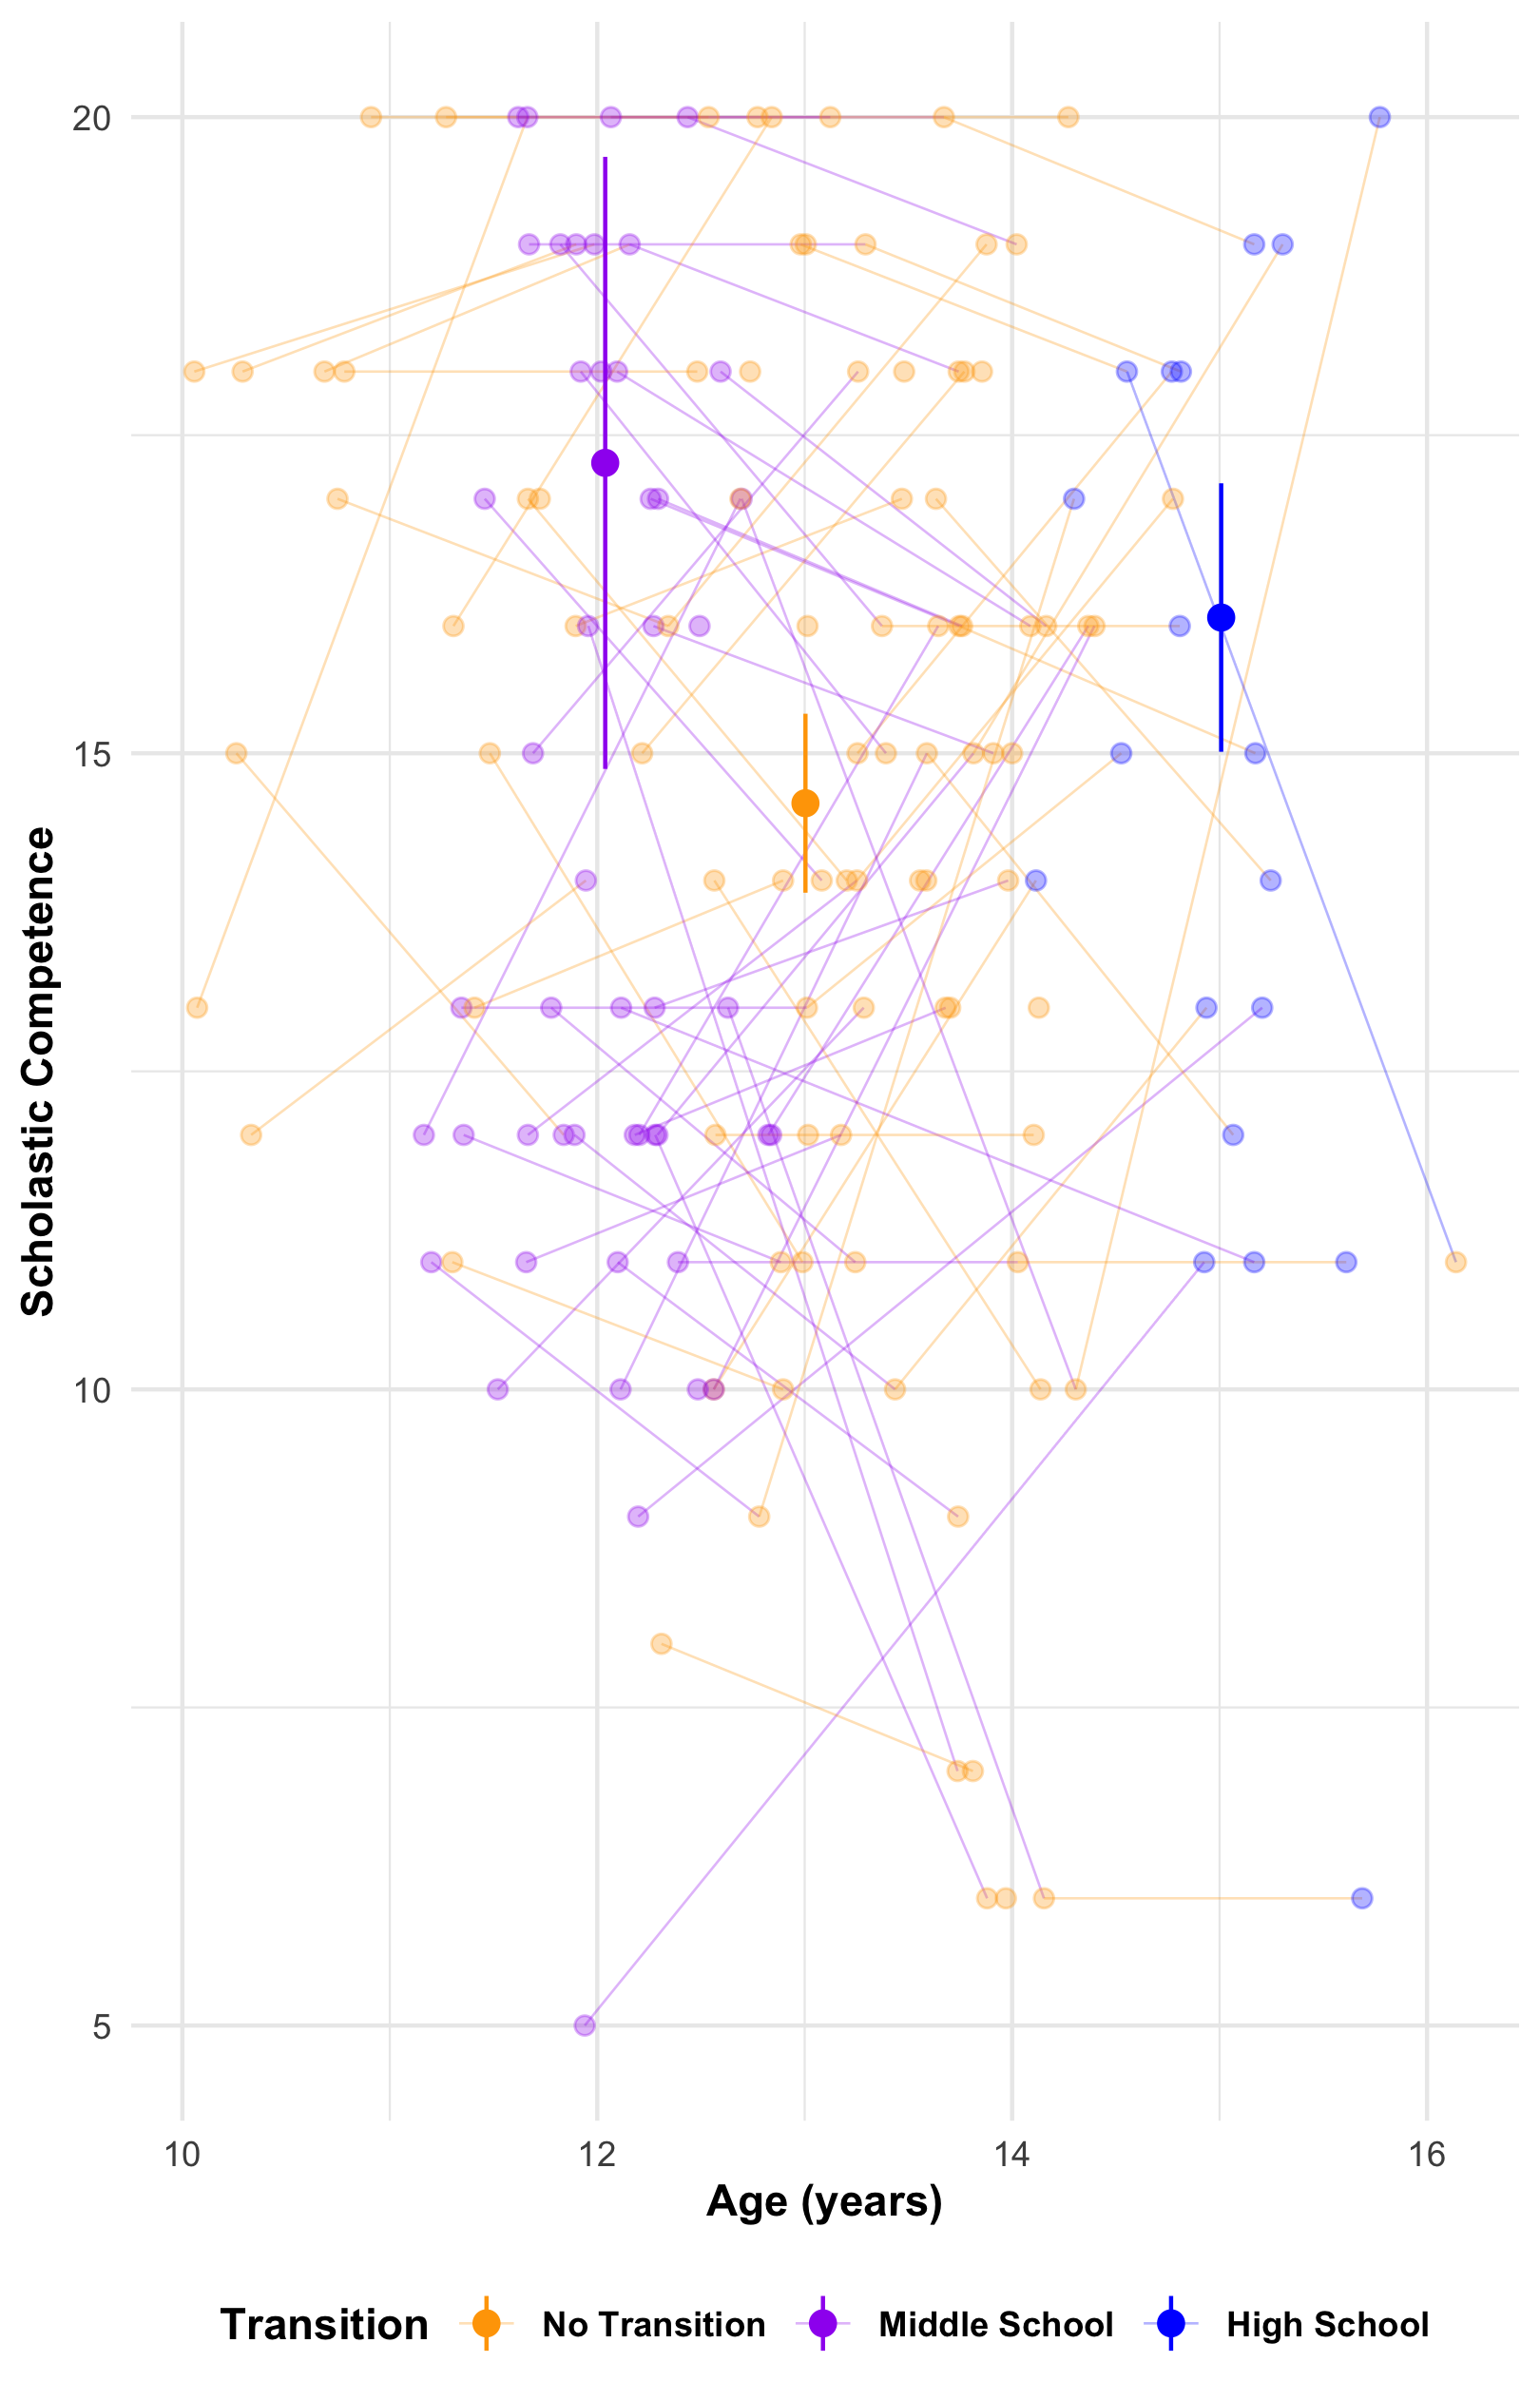 20
15
10
5
Scholastic Competence
10 12 14 16
Age (years)
Transition No Transition Middle School High School